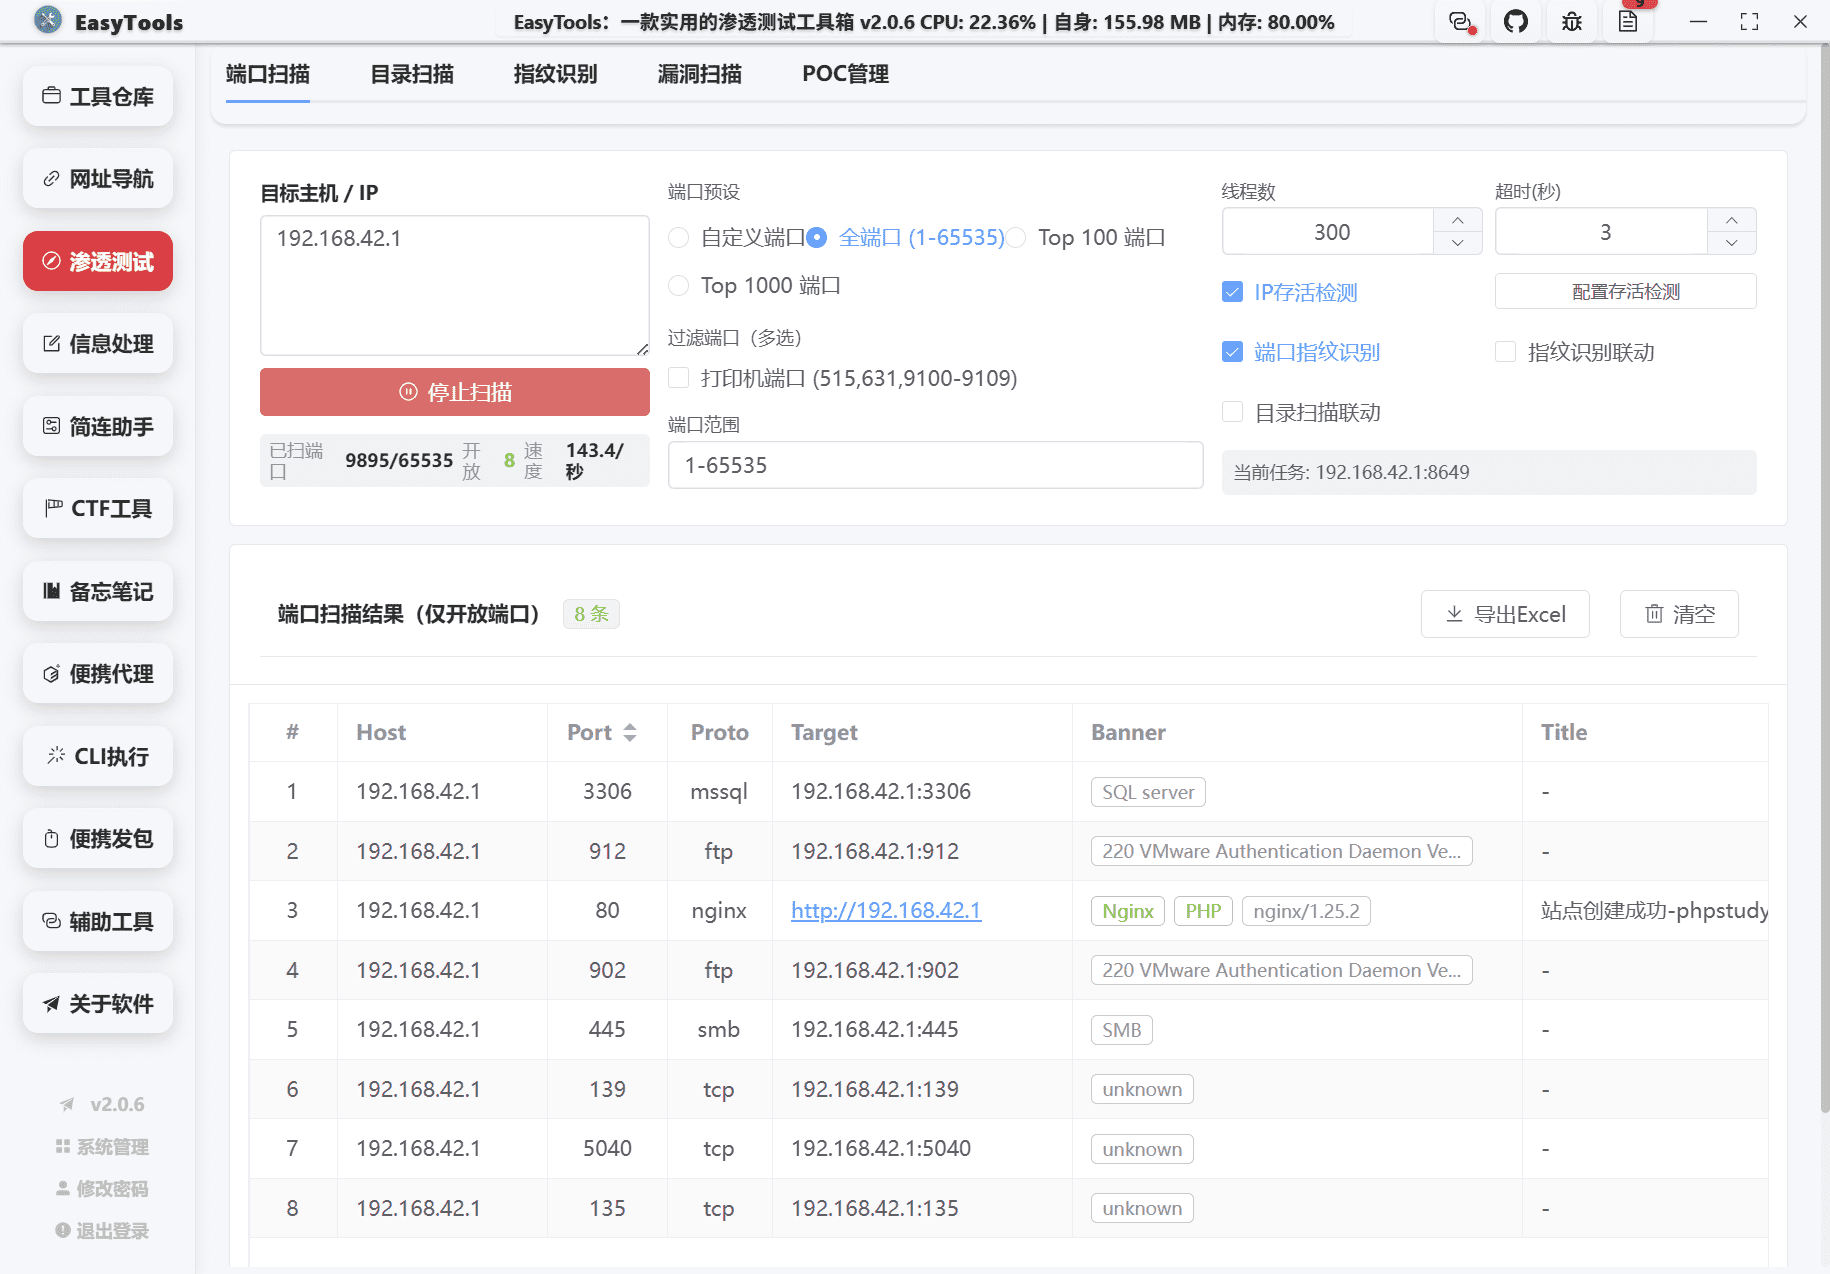 EasyTools
EasyTools：一款实用的渗透测试工具箱 v2.0.6 CPU: 22.36% | 自身: 155.98 MB | 内存: 80.00%
9
工具仓库
网址导航
渗透测试
信息处理
简连助手
CTF工具
备忘笔记
便携代理
CLI执行
便携发包
辅助工具
关于软件
v2.0.6
系统管理
修改密码
退出登录
端口扫描 目录扫描 指纹识别 漏洞扫描 POC管理
目标主机 / IP
192.168.42.1
停止扫描
已扫端口 9895/65535 开放 8 速度 143.4/秒
端口预设
自定义端口 全端口 (1-65535) Top 100 端口
Top 1000 端口
过滤端口（多选）
打印机端口 (515,631,9100-9109)
端口范围
1-65535
线程数 超时(秒)
300 3
IP存活检测 配置存活检测
端口指纹识别 指纹识别联动
目录扫描联动
当前任务: 192.168.42.1:8649
端口扫描结果（仅开放端口） 8 条 导出Excel 清空
# Host Port Proto Target Banner Title
1 192.168.42.1 3306 mssql 192.168.42.1:3306 SQL server -
2 192.168.42.1 912 ftp 192.168.42.1:912 220 VMware Authentication Daemon Ve... -
3 192.168.42.1 80 nginx http://192.168.42.1 Nginx PHP nginx/1.25.2 站点创建成功-phpstudy
4 192.168.42.1 902 ftp 192.168.42.1:902 220 VMware Authentication Daemon Ve... -
5 192.168.42.1 445 smb 192.168.42.1:445 SMB -
6 192.168.42.1 139 tcp 192.168.42.1:139 unknown -
7 192.168.42.1 5040 tcp 192.168.42.1:5040 unknown -
8 192.168.42.1 135 tcp 192.168.42.1:135 unknown -